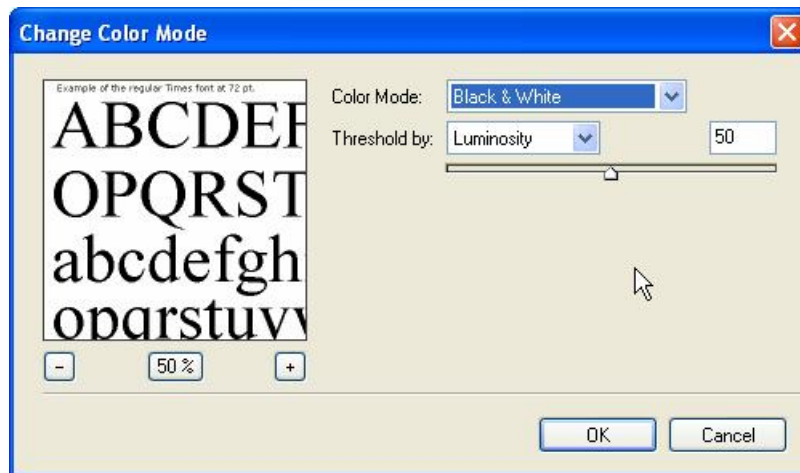 Change Color Mode
Example of the regular Times font at 72 pt.
ABCDEF
OPQRST
abcdefgh
opqrstuvw
Color Mode: Black & White
Threshold by: Luminosity 50
- 50 % +
OK Cancel